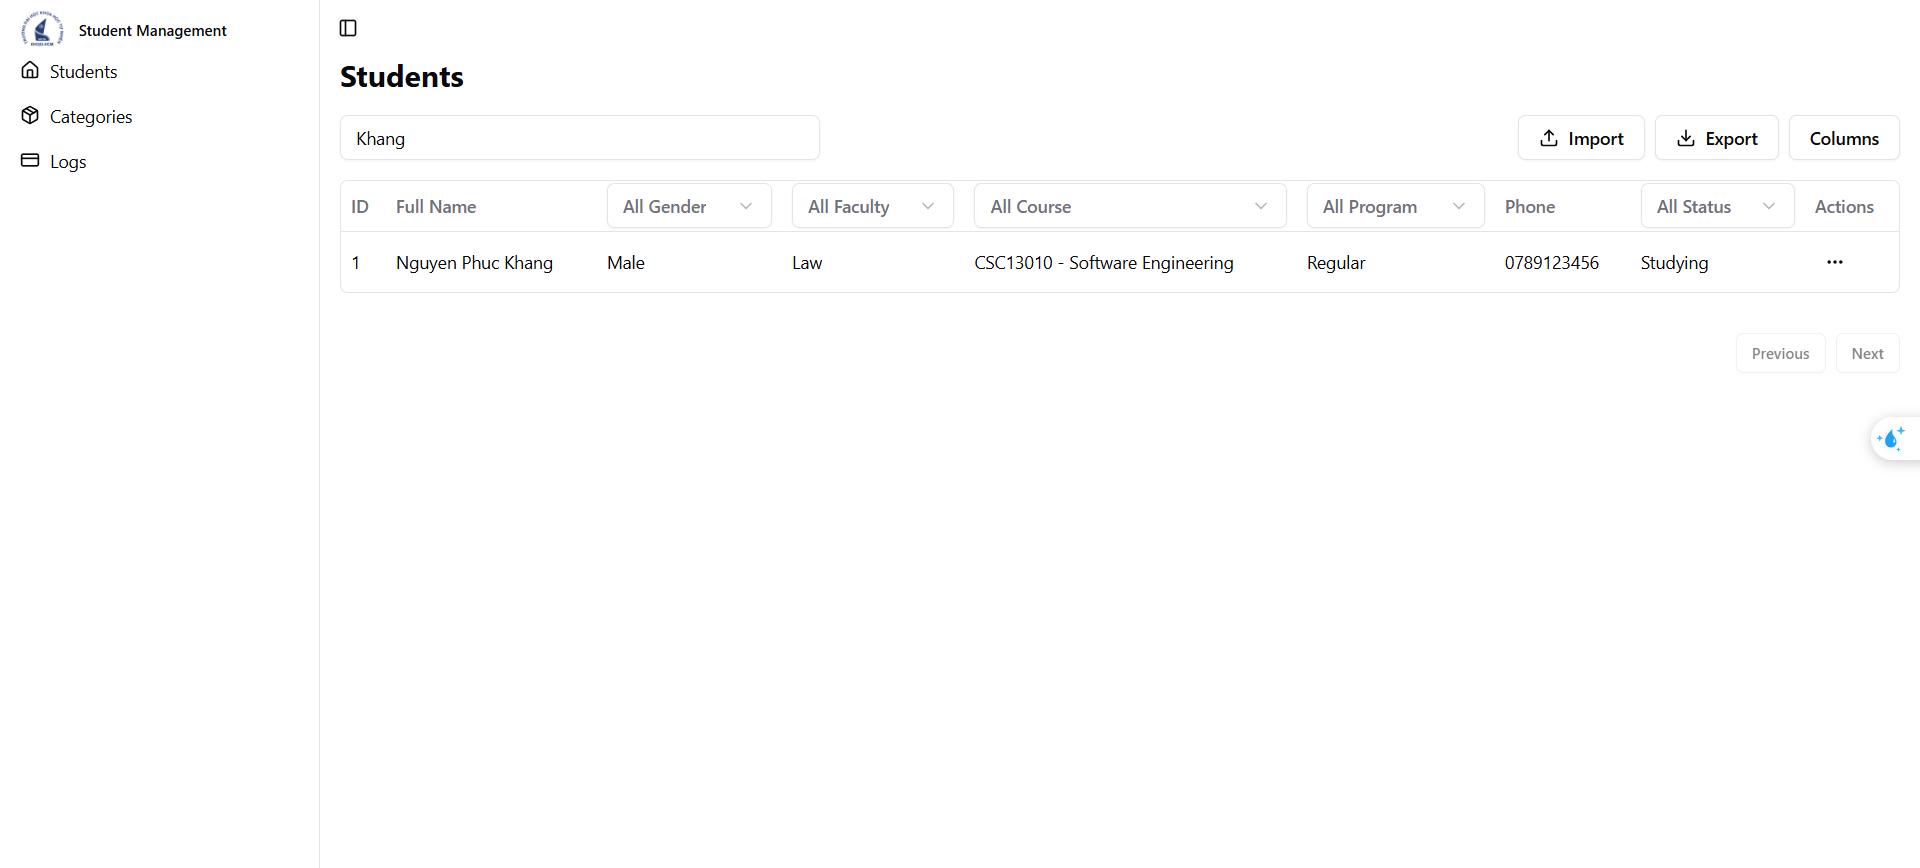 Student Management
Students
Categories
Logs
Students
Khang
Import
Export
Columns
ID Full Name All Gender All Faculty All Course All Program Phone All Status Actions
1 Nguyen Phuc Khang Male Law CSC13010 - Software Engineering Regular 0789123456 Studying
Previous Next